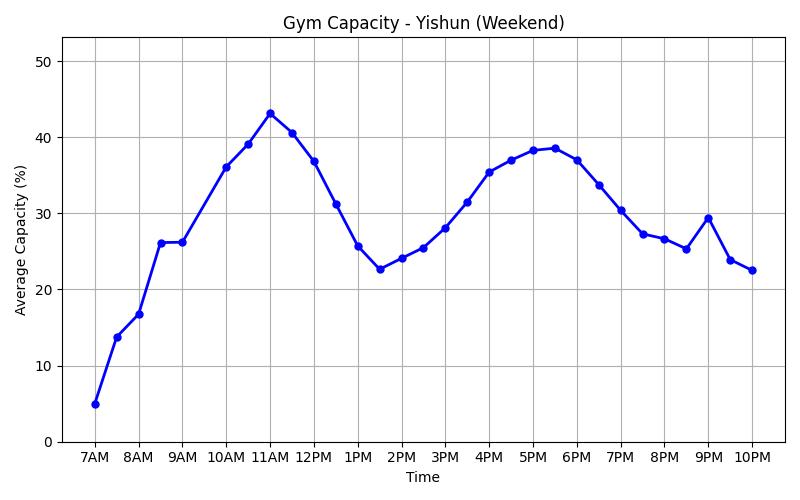 Gym Capacity - Yishun (Weekend)
50
40
30
20
10
0
Average Capacity (%)
7AM 8AM 9AM 10AM 11AM 12PM 1PM 2PM 3PM 4PM 5PM 6PM 7PM 8PM 9PM 10PM
Time